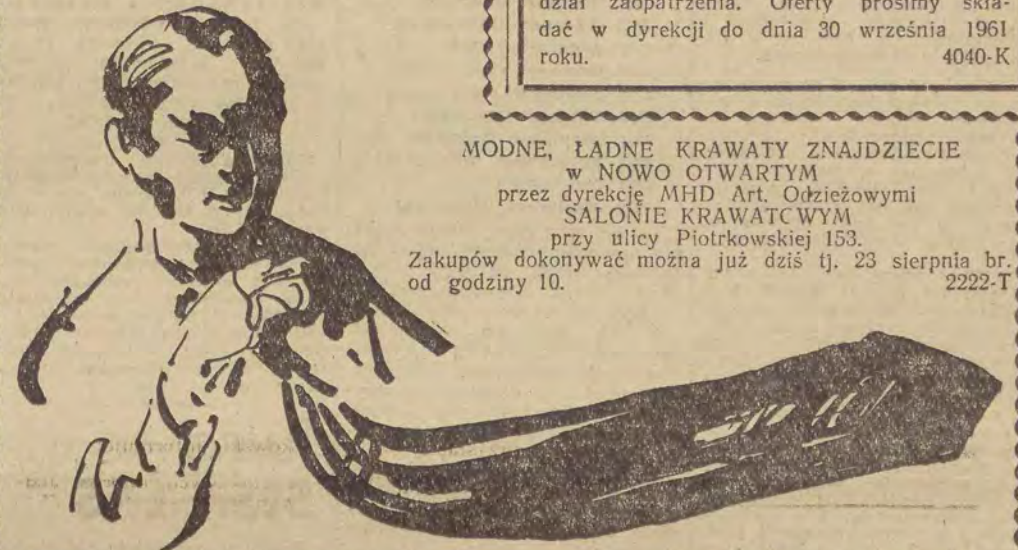 dział zaopatrzenia. Oferty prosimy skła-
dać w dyrekcji do dnia 30 września 1961
roku. 4040-K
MODNE, ŁADNE KRAWATY ZNAJDZIECIE
w NOWO OTWARTYM
przez dyrekcję MHD Art. Odzieżowymi
SALONIE KRAWATCWYM
przy ulicy Piotrkowskiej 153.
Zakupów dokonywać można już dziś tj. 23 sierpnia br.
od godziny 10. 2222-T